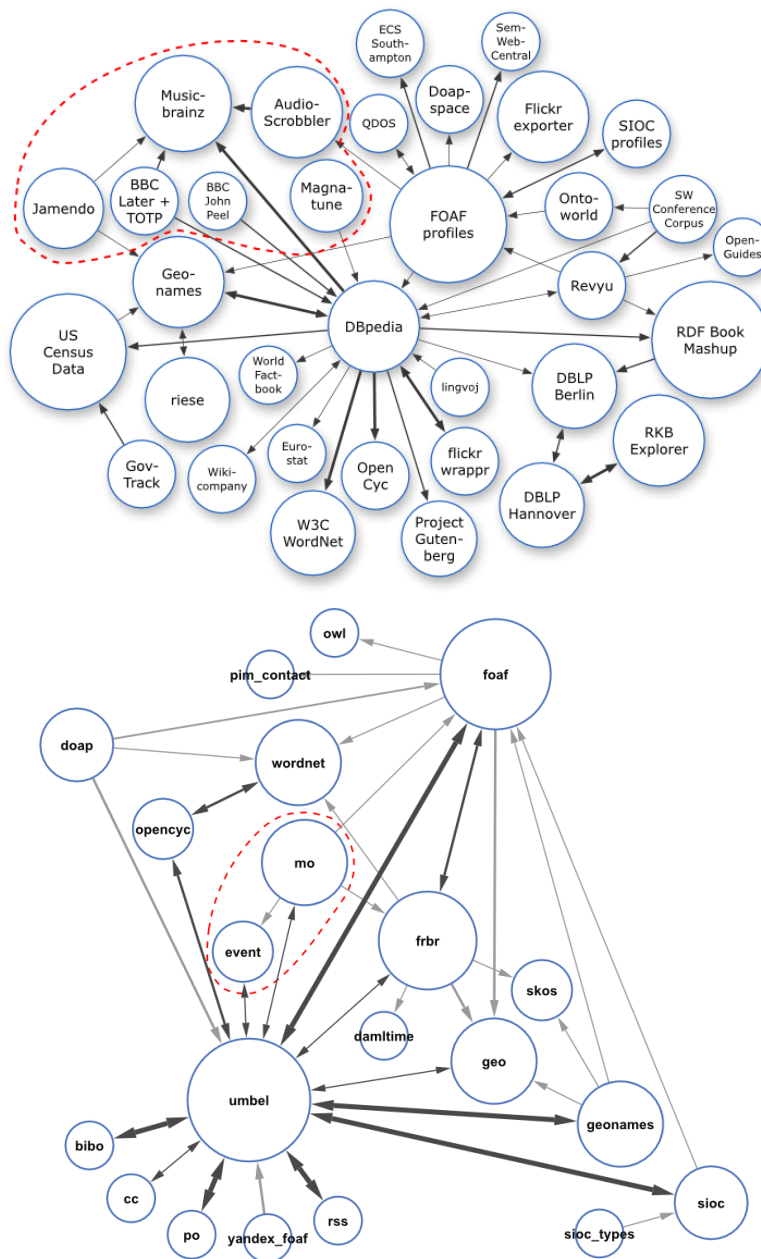 ECS
South-
ampton
Sem-
Web-
Central
Music-
brainz
Audio-
Scrobbler
Doap-
space
Flickr
exporter
QDOS
SIOC
profiles
Jamendo
BBC
Later +
TOTP
BBC
John
Peel
Magna-
tune
FOAF
profiles
Onto-
world
SW
Conference
Corpus
Open-
Guides
Geo-
names
Revyu
US
Census
Data
DBpedia
RDF Book
Mashup
World
Fact-
book
lingvoj
DBLP
Berlin
riese
RKB
Explorer
Gov-
Track
Wiki-
company
Euro-
stat
Open
Cyc
flickr
wrappr
DBLP
Hannover
W3C
WordNet
Project
Guten-
berg
owl
pim_contact
foaf
doap
wordnet
opencyc
mo
event
frbr
skos
damltime
geo
umbel
geonames
bibo
cc
po
yandex_foaf
rss
sioc
sioc_types